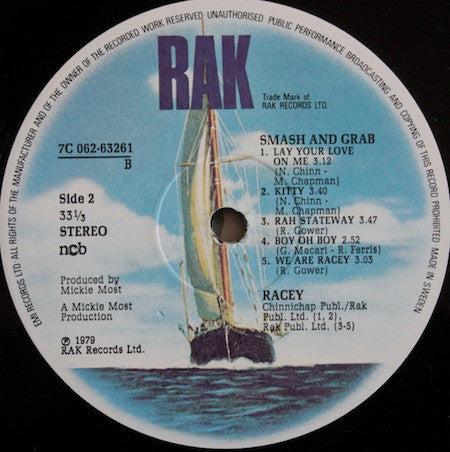 ALL RIGHTS OF THE MANUFACTURER AND OF THE OWNER OF THE RECORDED WORK RESERVED UNAUTHORISED PUBLIC PERFORMANCE BROADCASTING AND COPYING OF THIS RECORD PROHIBITED MADE IN SWEDEN
EMI RECORDS LTD
RAK
Trade Mark of
RAK RECORDS LTD.
7C 062-63261
B
Side 2
33⅓
STEREO
ncb
Produced by
Mickie Most
A Mickie Most
Production
℗ 1979
RAK Records Ltd.
SMASH AND GRAB
1. LAY YOUR LOVE
ON ME 3.12
(N. Chinn -
M. Chapman)
2. KITTY 3.40
(N. Chinn -
M. Chapman)
3. RAH STATEWAY 3.47
(R. Gower)
4. BOY OH BOY 2.52
(G. Macari - R. Ferris)
5. WE ARE RACEY 3.03
(R. Gower)
RACEY
Chinnichap Publ./Rak
Publ. Ltd. (1, 2),
Rak Publ. Ltd. (3-5)